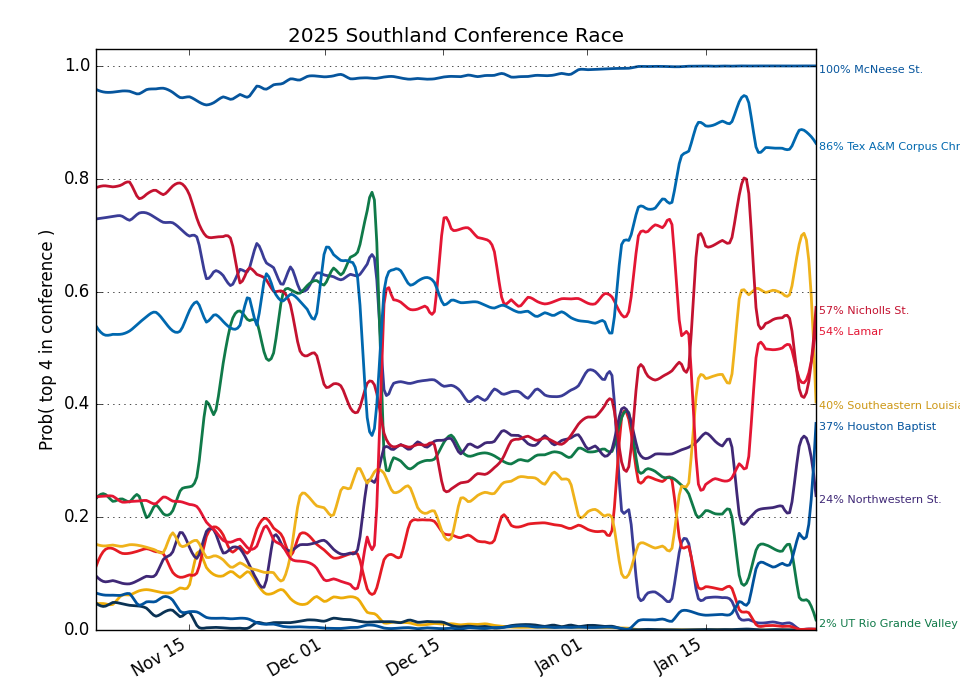 2025 Southland Conference Race
Prob( top 4 in conference )
1.0
0.8
0.6
0.4
0.2
0.0
Nov 15
Dec 01
Dec 15
Jan 01
Jan 15
100% McNeese St.
86% Tex A&M Corpus Chr
57% Nicholls St.
54% Lamar
40% Southeastern Louisia
37% Houston Baptist
24% Northwestern St.
2% UT Rio Grande Valley